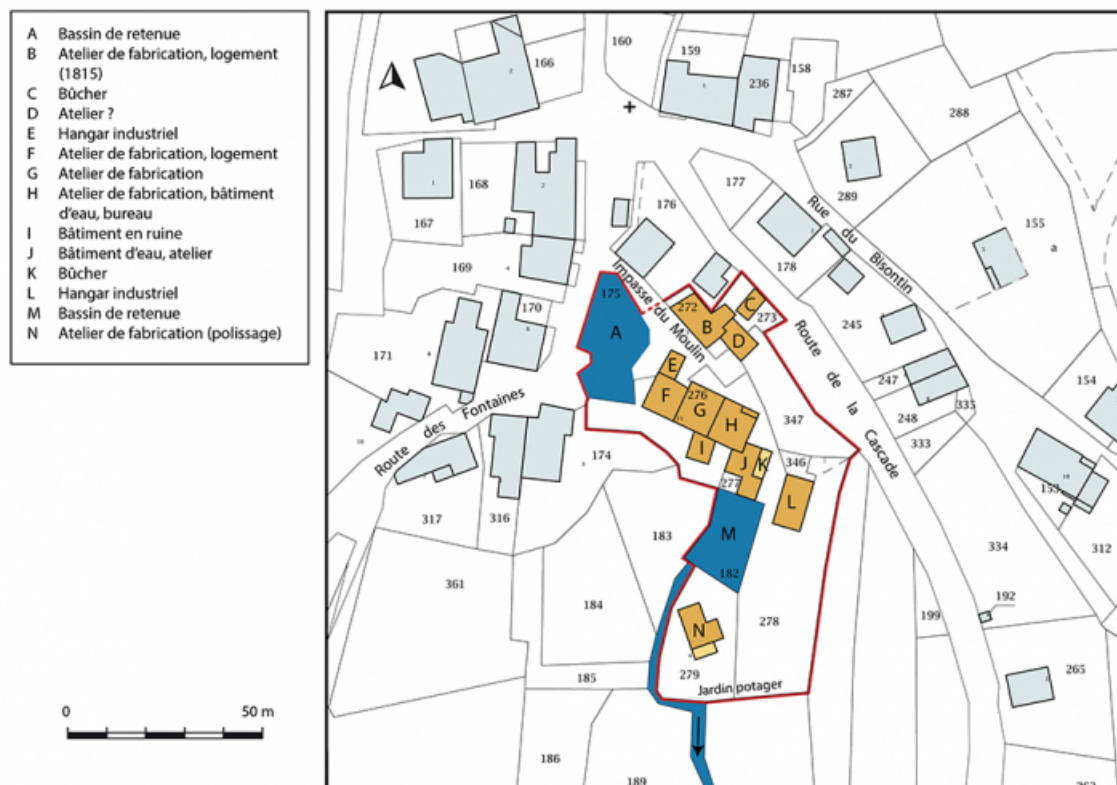 A Bassin de retenue
B Atelier de fabrication, logement
(1815)
C Bûcher
D Atelier ?
E Hangar industriel
F Atelier de fabrication, logement
G Atelier de fabrication
H Atelier de fabrication, bâtiment
d'eau, bureau
I Bâtiment en ruine
J Bâtiment d'eau, atelier
K Bûcher
L Hangar industriel
M Bassin de retenue
N Atelier de fabrication (polissage)
0 50 m
160
166
159
236
158
287
288
177
289
155
a
176
168
167
178
Rue du Bisontin
169
175
Impasse du Moulin
272
C
273
245
170
A
B
D
Route de la Cascade
171
E
247
154
335
F
276
G
H
347
248
333
Route des Fontaines
I
J
K
346
174
277
L
153
317
316
183
M
334
312
361
182
184
192
199
N
278
265
279
185
Jardin potager
186
189